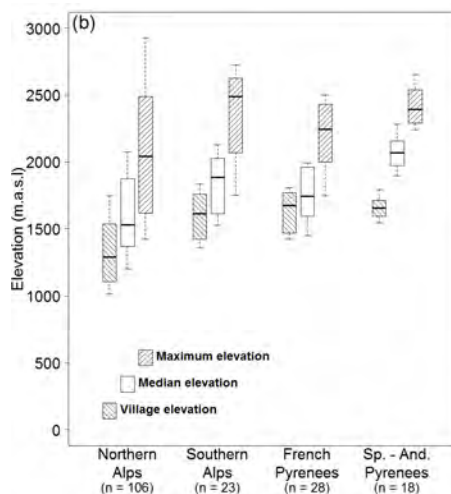 (b)
3000
2500
2000
1500
1000
500
0
Elevation (m.a.s.l)
Maximum elevation
Median elevation
Village elevation
Northern Southern French Sp. - And.
Alps Alps Pyrenees Pyrenees
(n = 106) (n = 23) (n = 28) (n = 18)